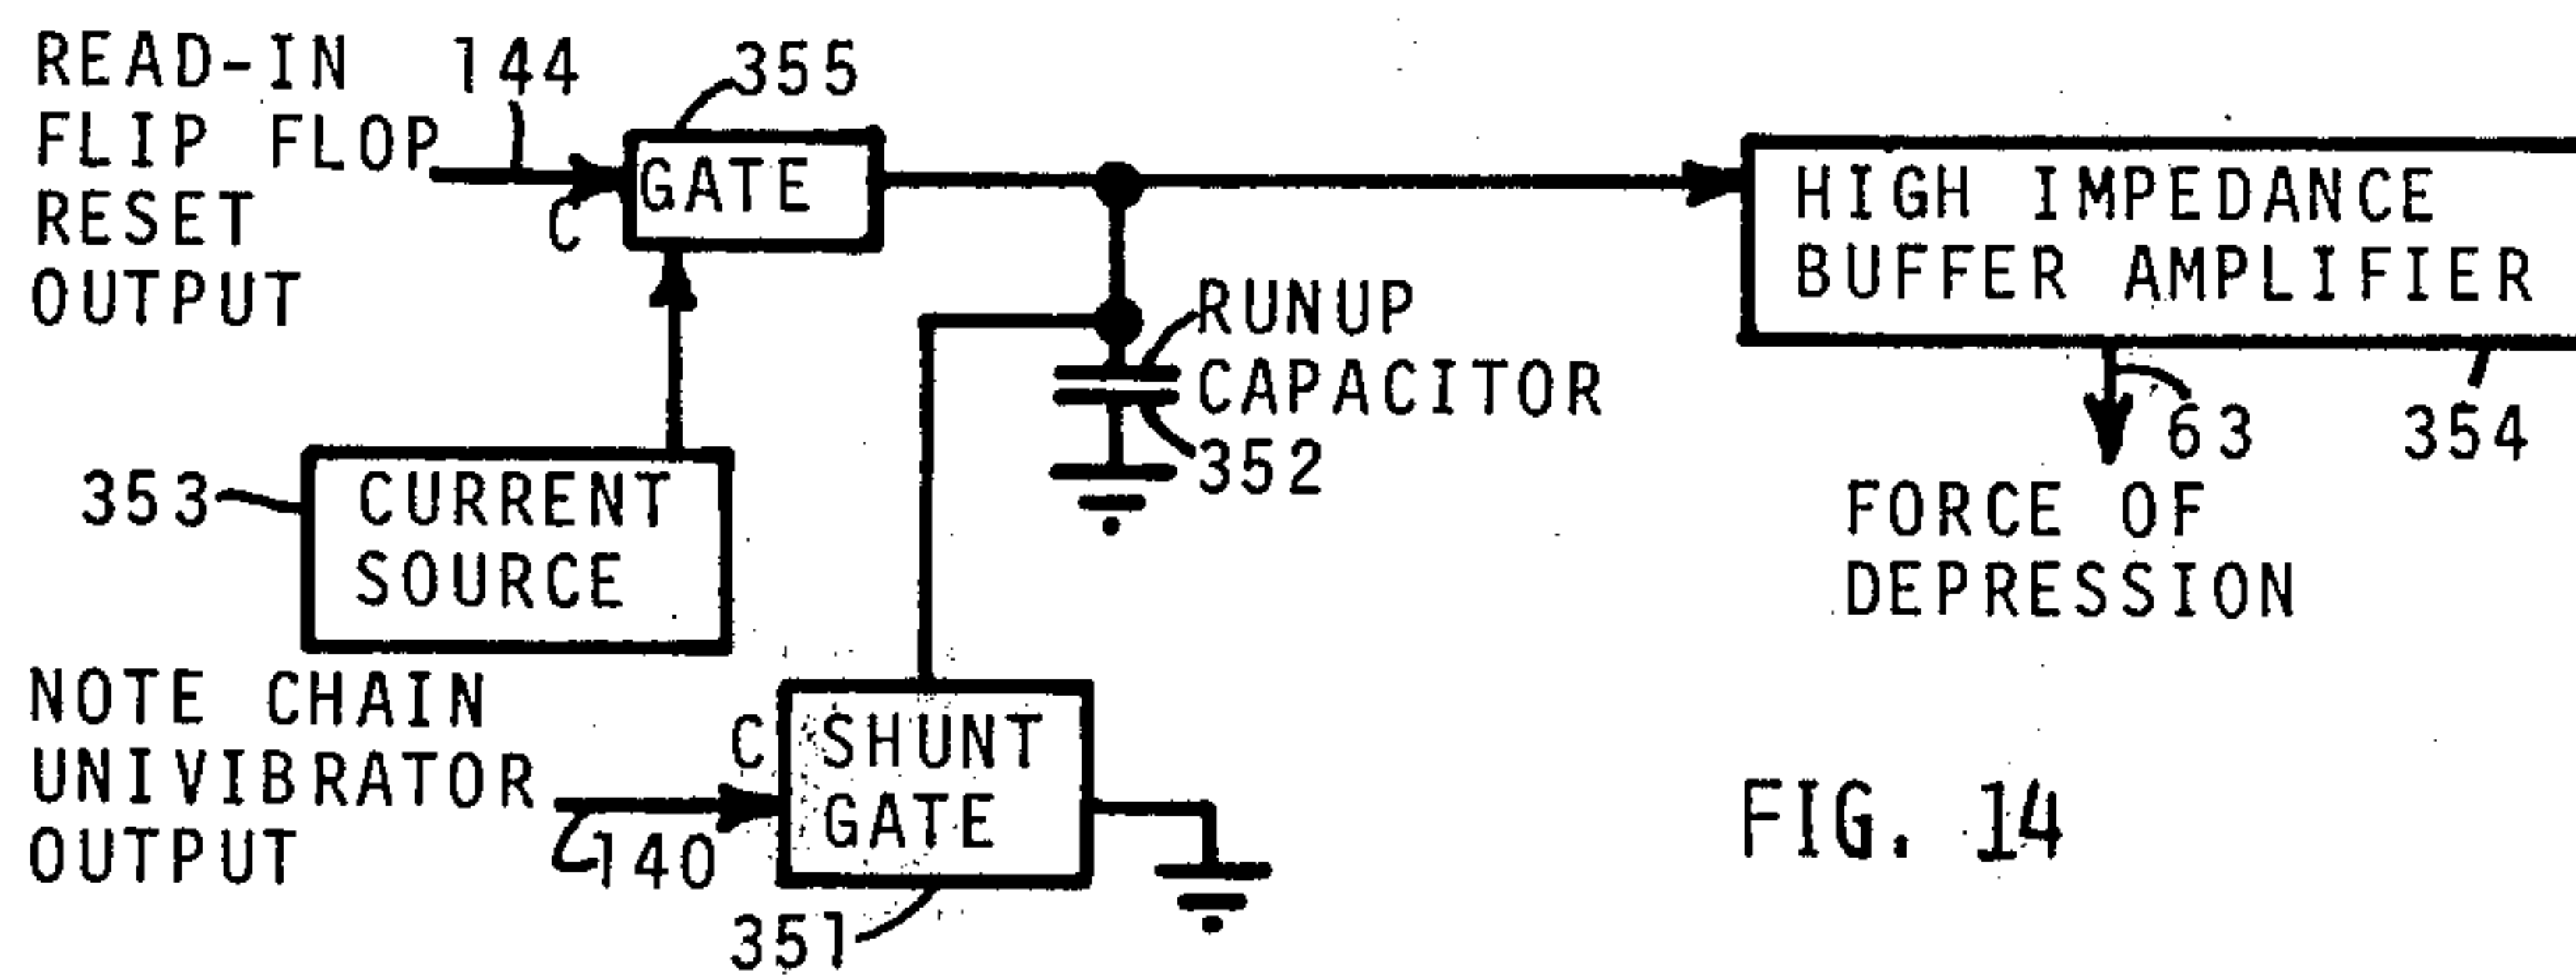 READ-IN
FLIP FLOP
RESET
OUTPUT
144
C
355
GATE
HIGH IMPEDANCE
BUFFER AMPLIFIER
RUNUP
CAPACITOR
352
63
354
FORCE OF
DEPRESSION
353
CURRENT
SOURCE
NOTE CHAIN
UNIVIBRATOR
OUTPUT
140
C
SHUNT
GATE
351
FIG. 14